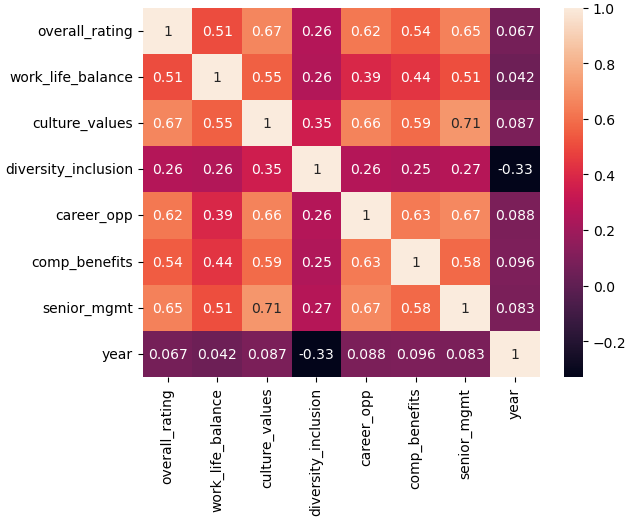 overall_rating 1 0.51 0.67 0.26 0.62 0.54 0.65 0.067
work_life_balance 0.51 1 0.55 0.26 0.39 0.44 0.51 0.042
culture_values 0.67 0.55 1 0.35 0.66 0.59 0.71 0.087
diversity_inclusion 0.26 0.26 0.35 1 0.26 0.25 0.27 -0.33
career_opp 0.62 0.39 0.66 0.26 1 0.63 0.67 0.088
comp_benefits 0.54 0.44 0.59 0.25 0.63 1 0.58 0.096
senior_mgmt 0.65 0.51 0.71 0.27 0.67 0.58 1 0.083
year 0.067 0.042 0.087 -0.33 0.088 0.096 0.083 1
overall_rating
work_life_balance
culture_values
diversity_inclusion
career_opp
comp_benefits
senior_mgmt
year
1.0
0.8
0.6
0.4
0.2
0.0
−0.2